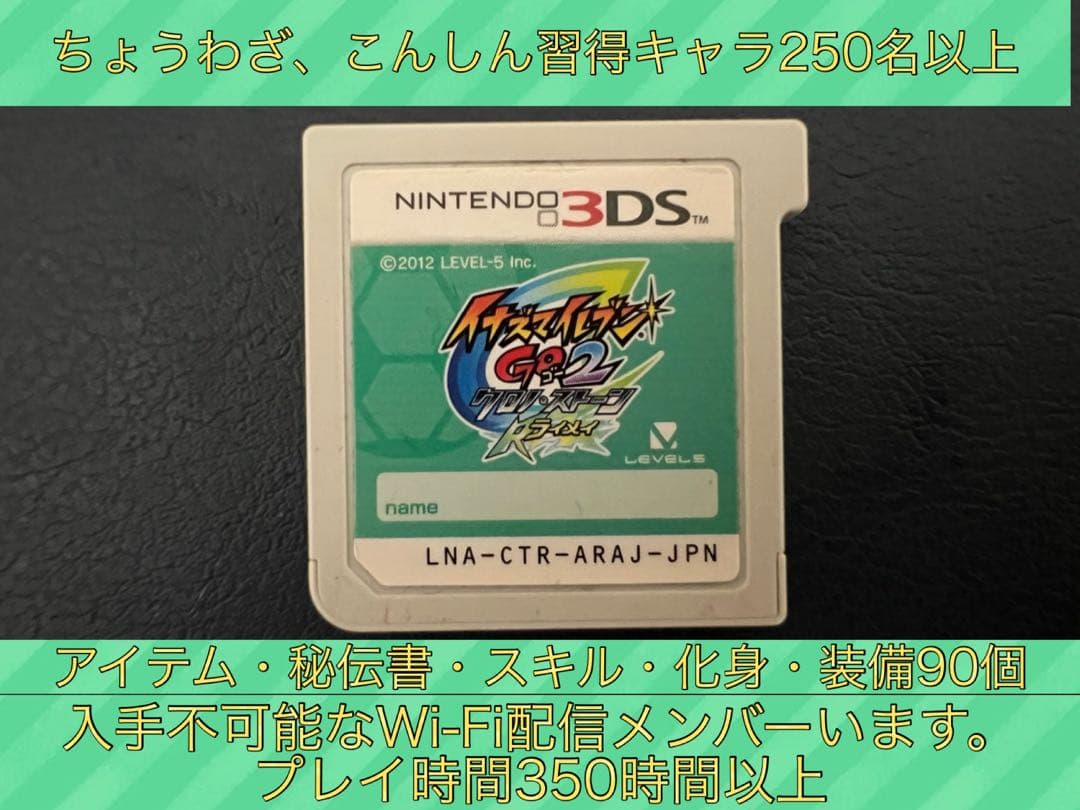 ちょうわざ、こんしん習得キャラ250名以上
NINTENDO 3DS™
©2012 LEVEL-5 Inc.
イナズマイレブン
GO2
ゴー
クロノ・ストーン
ライメイ
LEVEL5
name
LNA-CTR-ARAJ-JPN
アイテム・秘伝書・スキル・化身・装備90個
入手不可能なWi-Fi配信メンバーいます。
プレイ時間350時間以上